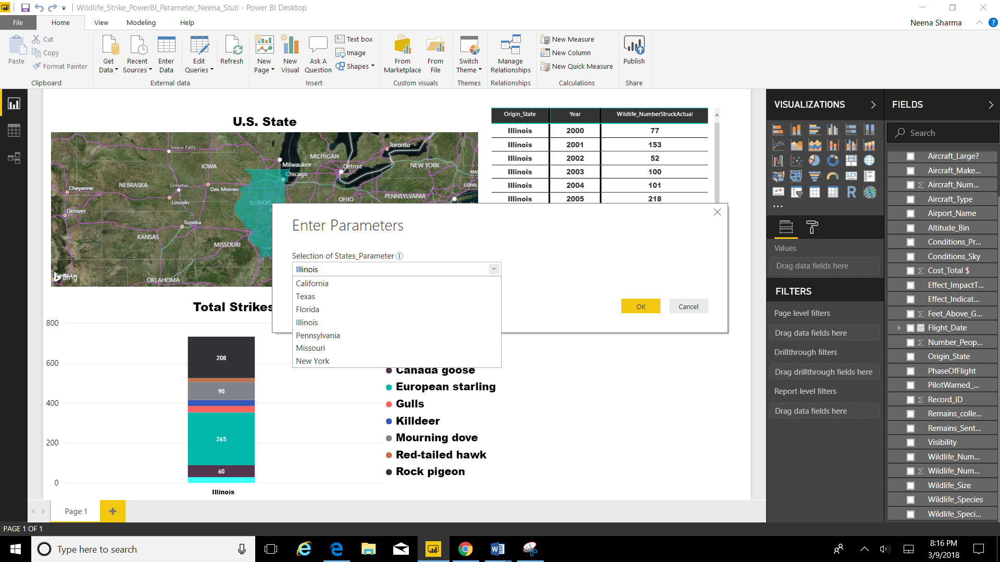 Wildlife_Strike_PowerBI_Parameter_Neena_Stuti - Power BI Desktop
File Home View Modeling Help Neena Sharma ?
Paste
Cut
Copy
Format Painter
Clipboard
Get Data
Recent Sources
Enter Data
Edit Queries
Refresh
External data
New Page
New Visual
Ask A Question
Text box
Image
Shapes
Insert
From Marketplace
From File
Custom visuals
Switch Theme
Themes
Manage Relationships
Relationships
New Measure
New Column
New Quick Measure
Calculations
Publish
Share
U.S. State
Sioux Falls
Toronto
MICHIGAN
Milwaukee
IOWA
Detroit
NEW YORK
Chicago
NEBRASKA
Omaha
Cheyenne
Des Moines
CONN.
ILLINOIS
OHIO
PENNSYLVANIA
Lincoln
Denver
Topeka
KANSAS
MISSOURI
Bing
OKLAHOMA
Origin_State Year Wildlife_NumberStruckActual
Illinois 2000 77
Illinois 2001 153
Illinois 2002 52
Illinois 2003 100
Illinois 2004 101
Illinois 2005 218
Enter Parameters
Selection of States_Parameter
Illinois
California
Texas
Florida
Illinois
Pennsylvania
Missouri
New York
OK Cancel
Total Strikes
800
600
400
200
0
208
90
265
60
Illinois
Canada goose
European starling
Gulls
Killdeer
Mourning dove
Red-tailed hawk
Rock pigeon
VISUALIZATIONS
123
R
...
Values
Drag data fields here
FILTERS
Page level filters
Drag data fields here
Drillthrough filters
Drag drillthrough fields here
Report level filters
Drag data fields here
FIELDS
Search
Aircraft_Large?
Aircraft_Make...
Σ Aircraft_Num...
Aircraft_Type
Airport_Name
Altitude_Bin
Conditions_Pr...
Conditions_Sky
Σ Cost_Total $
Effect_ImpactT...
Effect_Indicat...
Σ Feet_Above_G...
Flight_Date
Σ Number_Peop...
Origin_State
PhaseOfFlight
PilotWarned_...
Σ Record_ID
Remains_colle...
Remains_Sent...
Visibility
Wildlife_Num...
Σ Wildlife_Num...
Wildlife_Size
Wildlife_Species
Wildlife_Speci...
Page 1 +
PAGE 1 OF 1
Type here to search
8:16 PM
3/9/2018